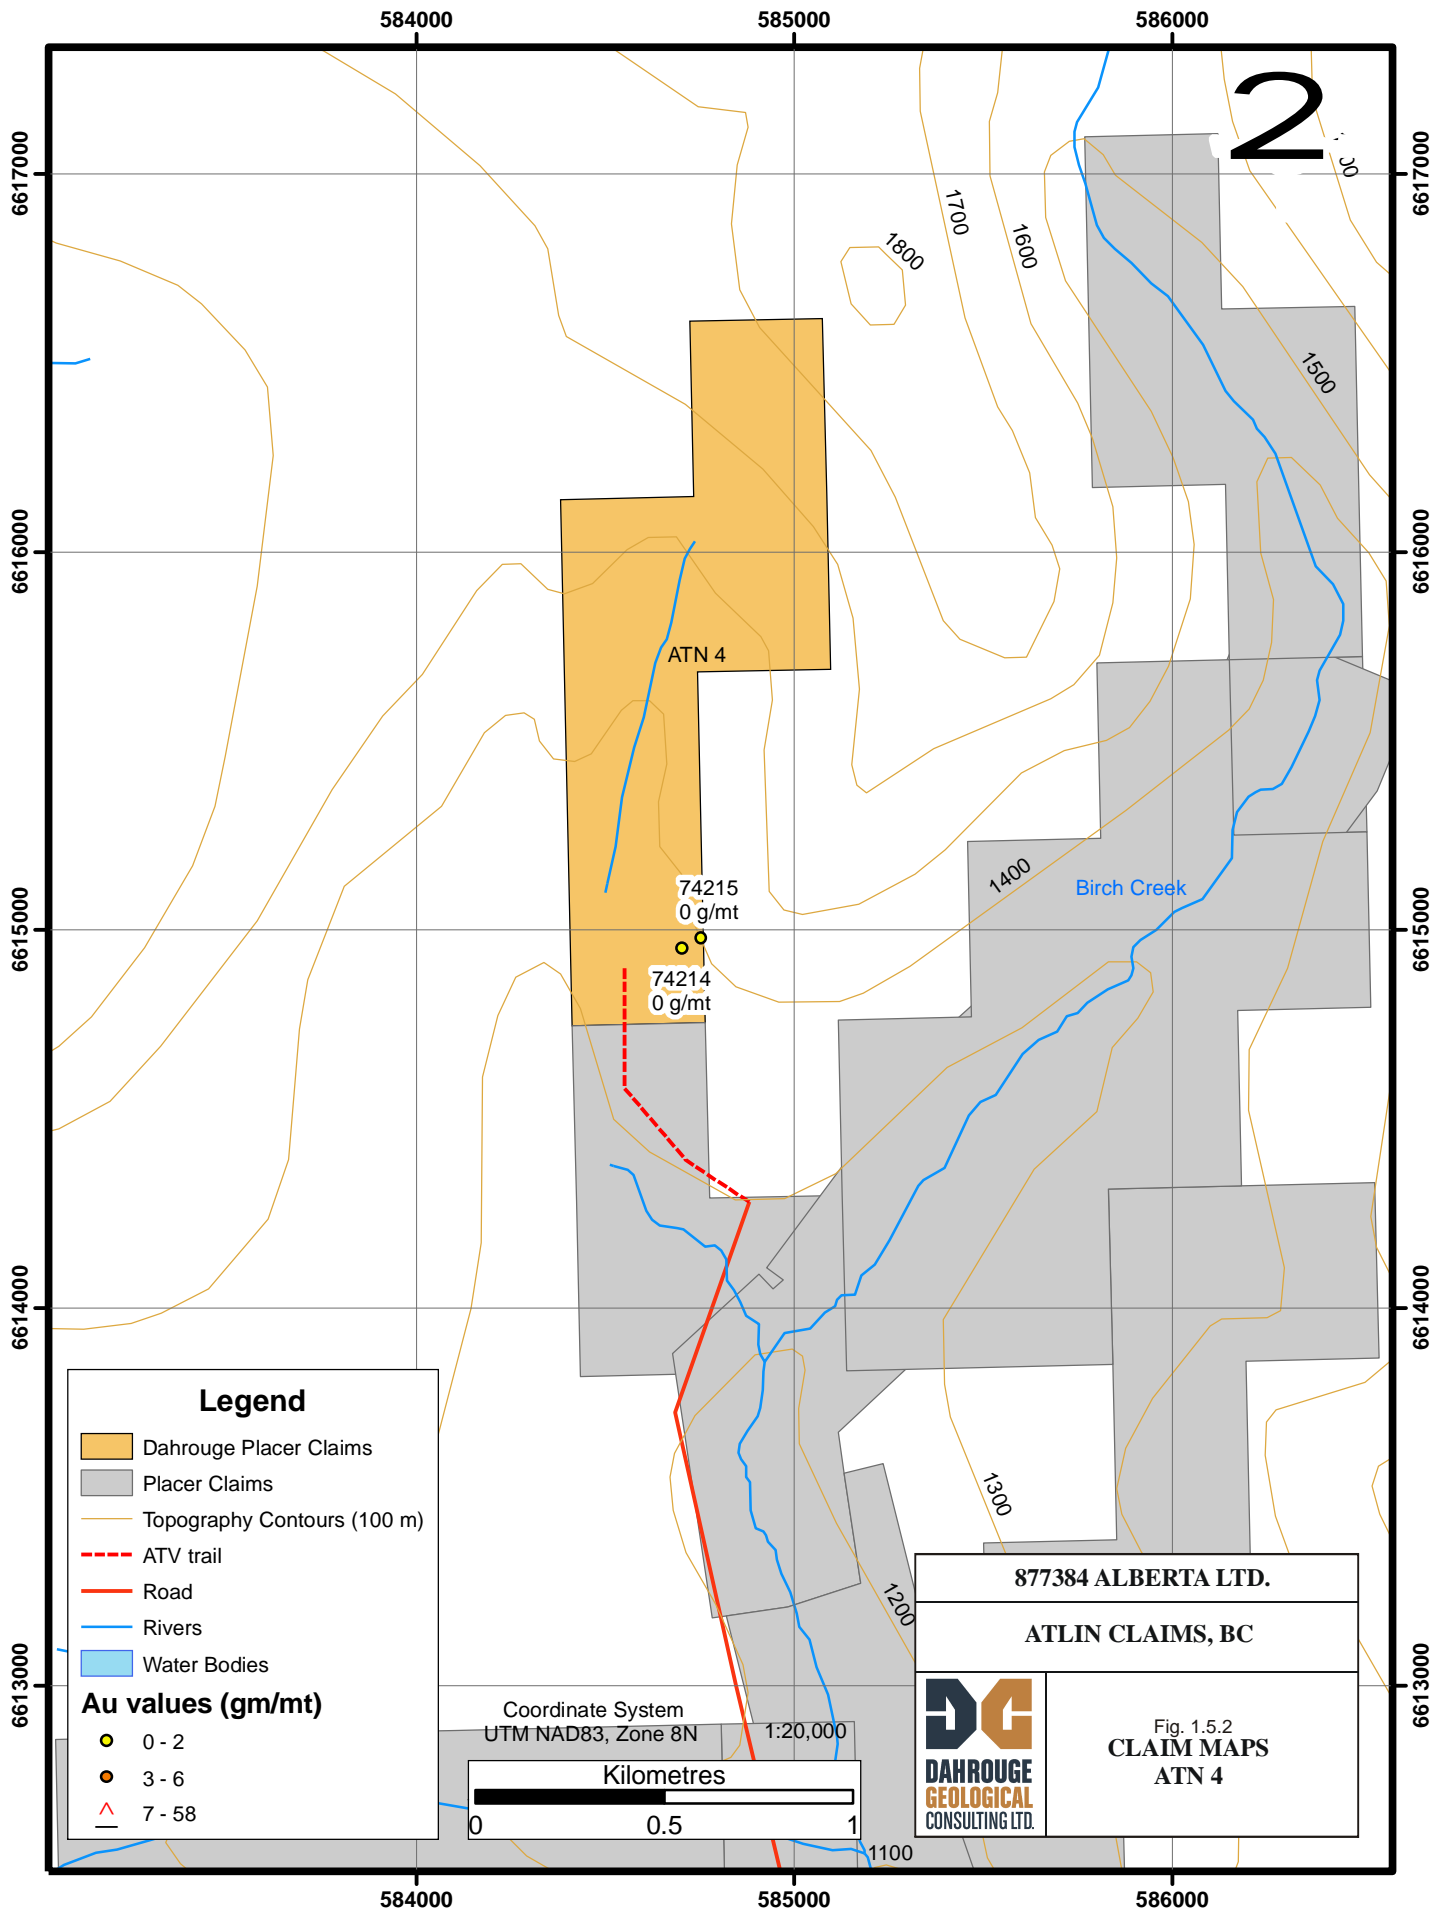 584000
585000
586000
2
6617000
6617000
00
1700
1600
1800
1500
6616000
6616000
ATN 4
1400
Birch Creek
74215
0 g/mt
6615000
6615000
74214
0 g/mt
6614000
6614000
Legend
Dahrouge Placer Claims
Placer Claims
Topography Contours (100 m)
ATV trail
Road
Rivers
Water Bodies
Au values (gm/mt)
0 - 2
3 - 6
7 - 58
1300
1200
877384 ALBERTA LTD.
ATLIN CLAIMS, BC
6613000
6613000
Coordinate System
UTM NAD83, Zone 8N
1:20,000
Kilometres
0
0.5
1
DAHROUGE
GEOLOGICAL
CONSULTING LTD.
Fig. 1.5.2
CLAIM MAPS
ATN 4
1100
584000
585000
586000